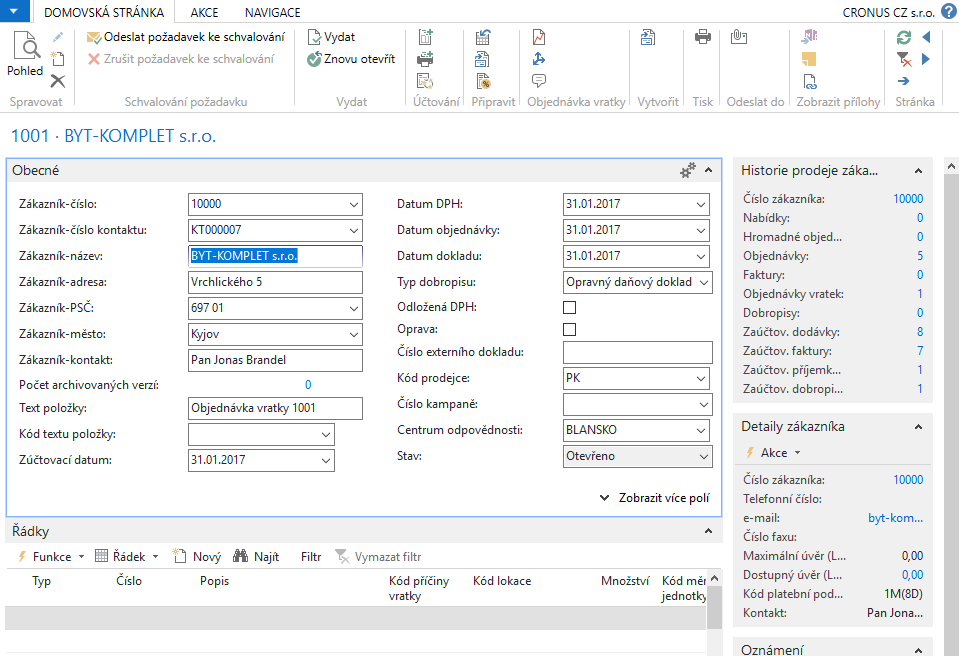 DOMOVSKÁ STRÁNKA AKCE NAVIGACE CRONUS CZ s.r.o. ?
Odeslat požadavek ke schvalování
Zrušit požadavek ke schvalování
Vydat
Znovu otevřít
Pohled
Spravovat Schvalování požadavku Vydat Účtování Připravit Objednávka vratky Vytvořit Tisk Odeslat do Zobrazit přílohy Stránka
1001 · BYT-KOMPLET s.r.o.
Obecné
Zákazník-číslo: 10000
Zákazník-číslo kontaktu: KT000007
Zákazník-název: BYT-KOMPLET s.r.o.
Zákazník-adresa: Vrchlického 5
Zákazník-PSČ: 697 01
Zákazník-město: Kyjov
Zákazník-kontakt: Pan Jonas Brandel
Počet archivovaných verzí: 0
Text položky: Objednávka vratky 1001
Kód textu položky:
Zúčtovací datum: 31.01.2017
Datum DPH: 31.01.2017
Datum objednávky: 31.01.2017
Datum dokladu: 31.01.2017
Typ dobropisu: Opravný daňový doklad
Odložená DPH:
Oprava:
Číslo externího dokladu:
Kód prodejce: PK
Číslo kampaně:
Centrum odpovědnosti: BLANSKO
Stav: Otevřeno
Zobrazit více polí
Řádky
Funkce Řádek Nový Najít Filtr Vymazat filtr
Typ Číslo Popis Kód příčiny vratky Kód lokace Množství Kód měr jednotky
Historie prodeje záka...
Číslo zákazníka: 10000
Nabídky: 0
Hromadné objed... 0
Objednávky: 5
Faktury: 0
Objednávky vratek: 1
Dobropisy: 0
Zaúčtov. dodávky: 8
Zaúčtov. faktury: 7
Zaúčtov. příjemk... 1
Zaúčtov. dobropi... 1
Detaily zákazníka
Akce
Číslo zákazníka: 10000
Telefonní číslo:
e-mail: byt-kom...
Číslo faxu:
Maximální úvěr (L... 0,00
Dostupný úvěr (L... 0,00
Kód platební pod... 1M(8D)
Kontakt: Pan Jona...
Oznámení